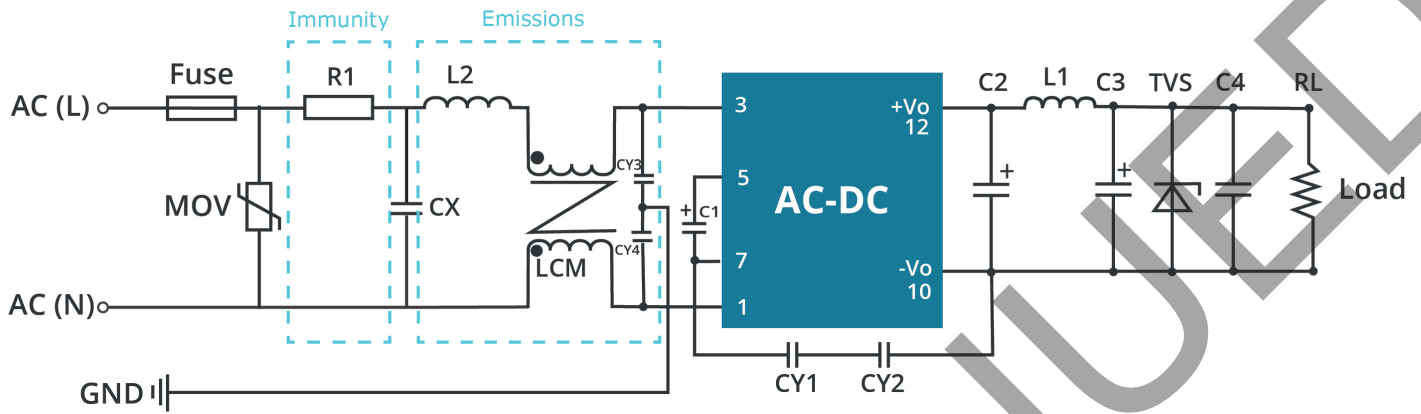 Immunity
Emissions
Fuse
R1
L2
C2
L1
C3
TVS
C4
RL
AC (L)
3
+Vo
12
CY3
MOV
CX
5
C1
AC-DC
Load
CY4
LCM
7
-Vo
10
AC (N)
1
CY1
CY2
GND